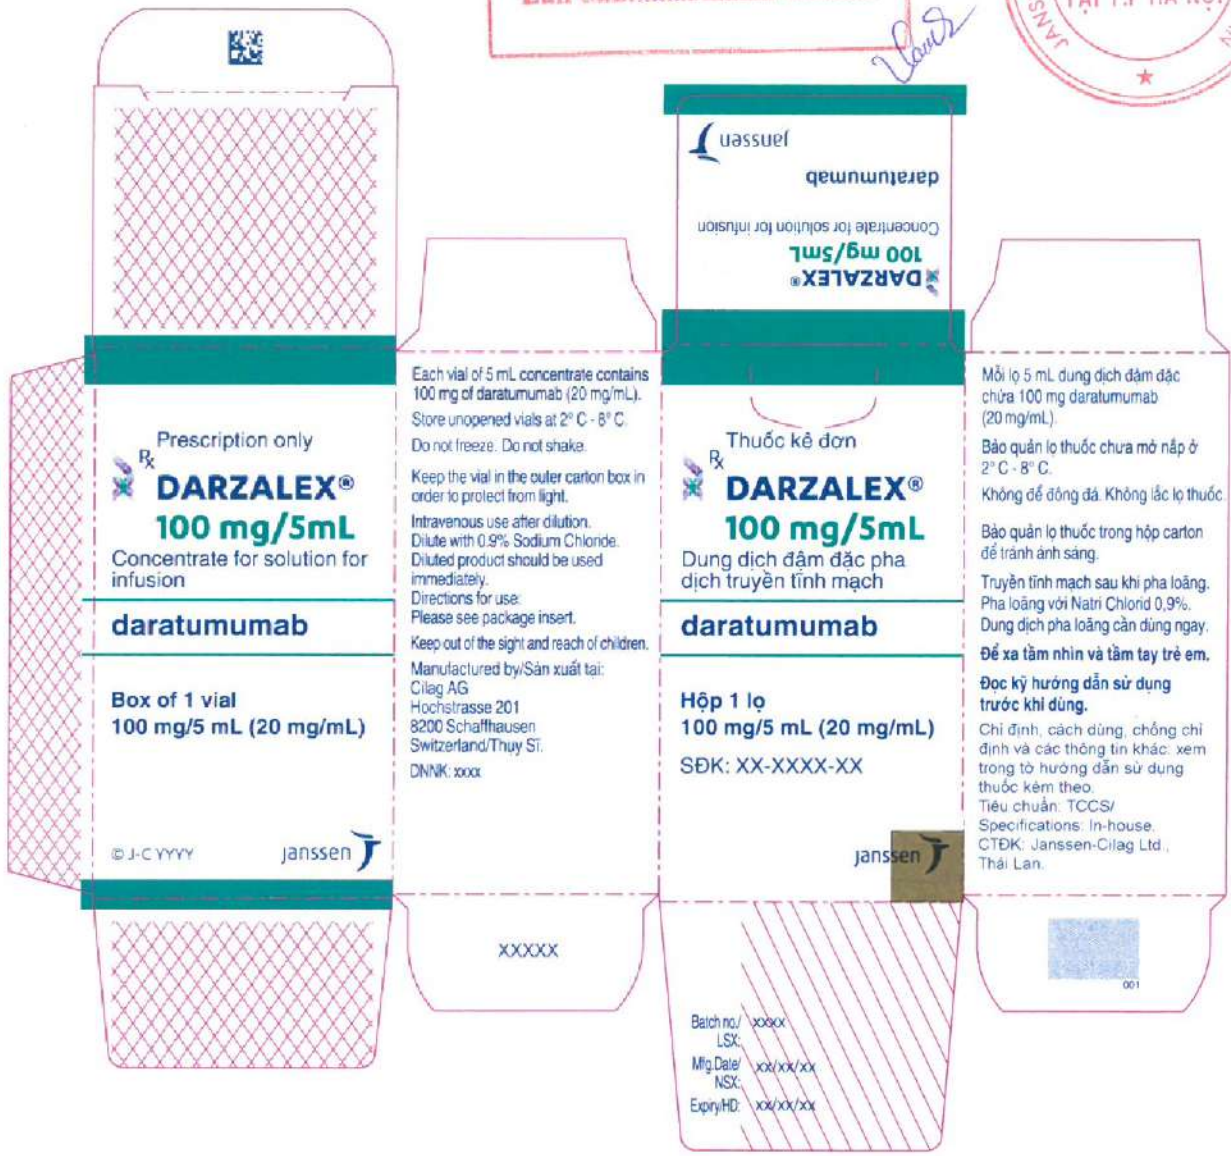 JANS
TẠI T.P HÀ NỘI
janssen
daratumumab
Concentrate for solution for infusion
100 mg/5mL
DARZALEX®
Prescription only
Rx
DARZALEX®
100 mg/5mL
Concentrate for solution for
infusion
daratumumab
Box of 1 vial
100 mg/5 mL (20 mg/mL)
© J-C YYYY
janssen
Each vial of 5 mL concentrate contains
100 mg of daratumumab (20 mg/mL).
Store unopened vials at 2° C - 8° C.
Do not freeze. Do not shake.
Keep the vial in the outer carton box in
order to protect from light.
Intravenous use after dilution.
Dilute with 0.9% Sodium Chloride.
Diluted product should be used
immediately.
Directions for use:
Please see package insert.
Keep out of the sight and reach of children.
Manufactured by/Sản xuất tại:
Cilag AG
Hochstrasse 201
8200 Schaffhausen
Switzerland/Thụy Sĩ.
DNNK: xxxx
XXXXX
Thuốc kê đơn
Rx
DARZALEX®
100 mg/5mL
Dung dịch đậm đặc pha
dịch truyền tĩnh mạch
daratumumab
Hộp 1 lọ
100 mg/5 mL (20 mg/mL)
SĐK: XX-XXXX-XX
janssen
Batch no./ xxxx
LSX:
Mfg.Date/ xx/xx/xx
NSX:
Expiry/HD: xx/xx/xx
Mỗi lọ 5 mL dung dịch đậm đặc
chứa 100 mg daratumumab
(20 mg/mL).
Bảo quản lọ thuốc chưa mở nắp ở
2° C - 8° C.
Không để đông đá. Không lắc lọ thuốc.
Bảo quản lọ thuốc trong hộp carton
để tránh ánh sáng.
Truyền tĩnh mạch sau khi pha loãng.
Pha loãng với Natri Chlorid 0,9%.
Dung dịch pha loãng cần dùng ngay.
Để xa tầm nhìn và tầm tay trẻ em.
Đọc kỹ hướng dẫn sử dụng
trước khi dùng.
Chỉ định, cách dùng, chống chỉ
định và các thông tin khác: xem
trong tờ hướng dẫn sử dụng
thuốc kèm theo.
Tiêu chuẩn: TCCS/
Specifications: In-house.
CTĐK: Janssen-Cilag Ltd.,
Thái Lan.
001